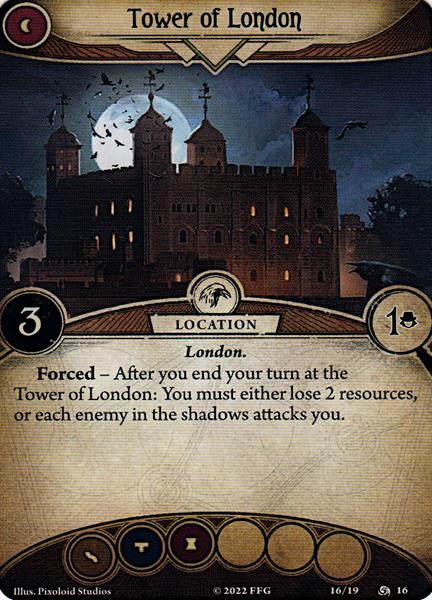 Tower of London
3
1
LOCATION
London.
Forced – After you end your turn at the
Tower of London: You must either lose 2 resources,
or each enemy in the shadows attacks you.
Illus. Pixoloid Studios © 2022 FFG 16/19 16